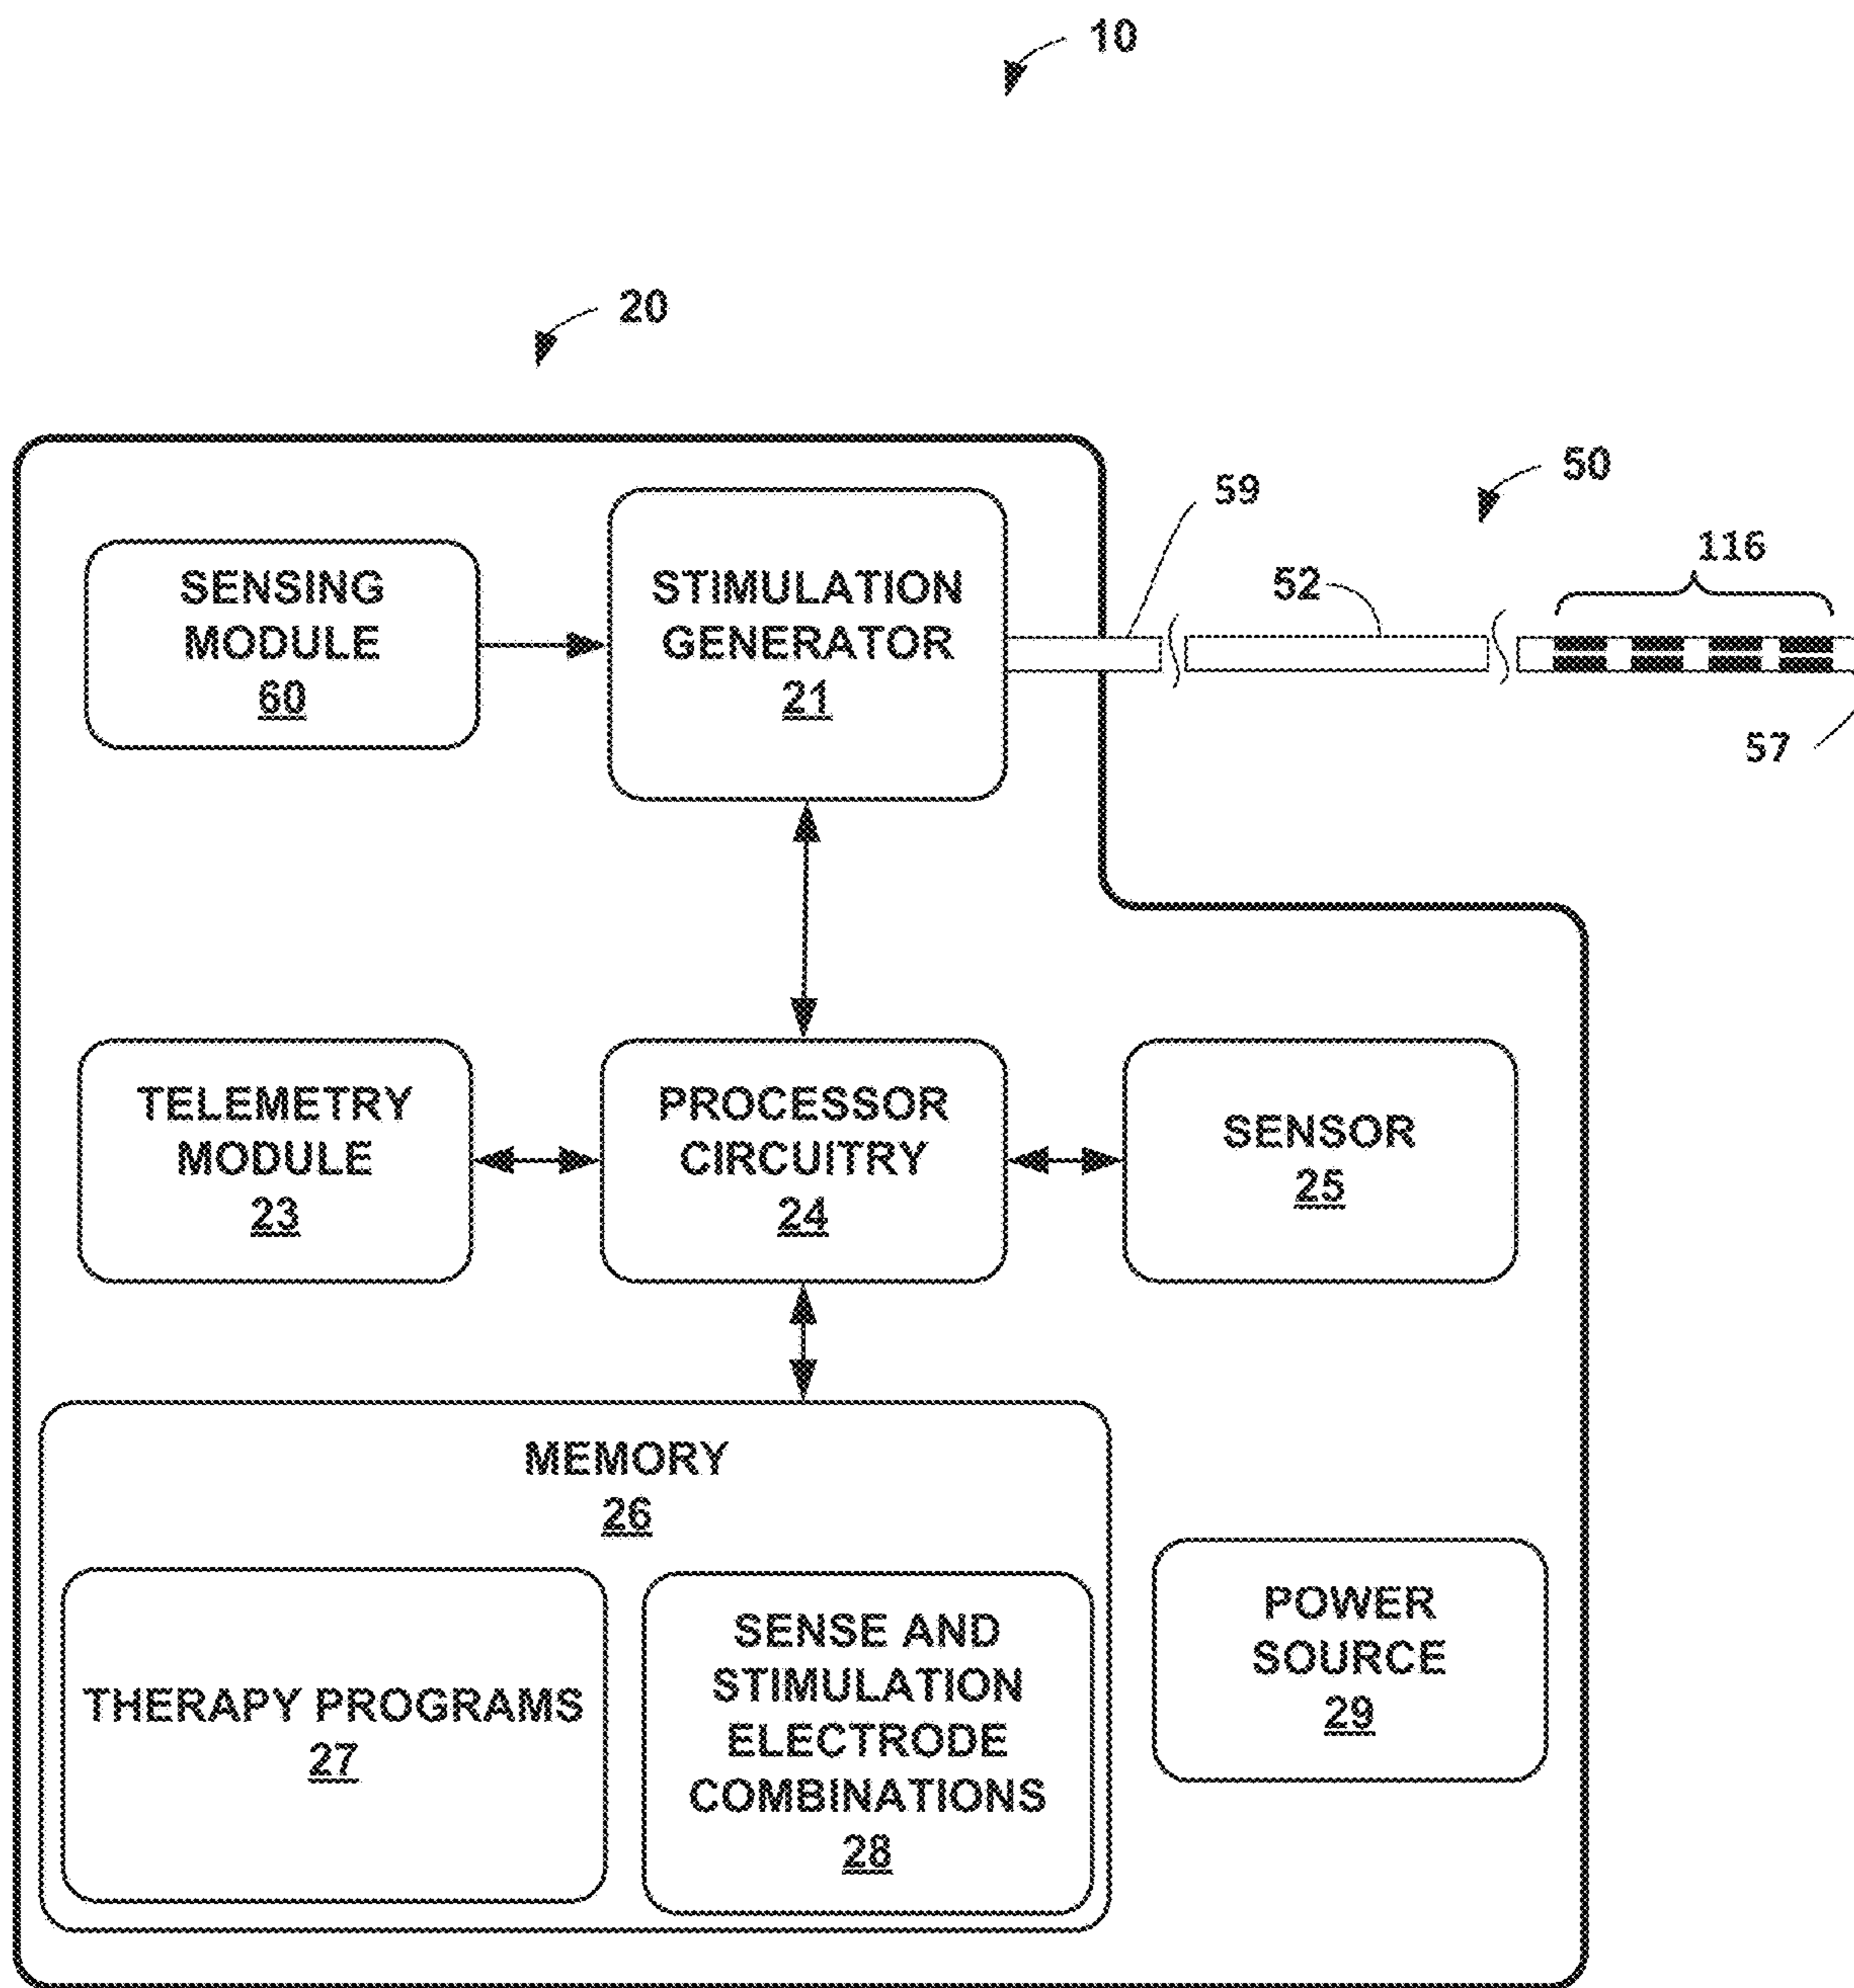 10
20
50
59
116
52
57
SENSING
MODULE
60
STIMULATION
GENERATOR
21
TELEMETRY
MODULE
23
PROCESSOR
CIRCUITRY
24
SENSOR
25
MEMORY
26
THERAPY PROGRAMS
27
SENSE AND
STIMULATION
ELECTRODE
COMBINATIONS
28
POWER
SOURCE
29